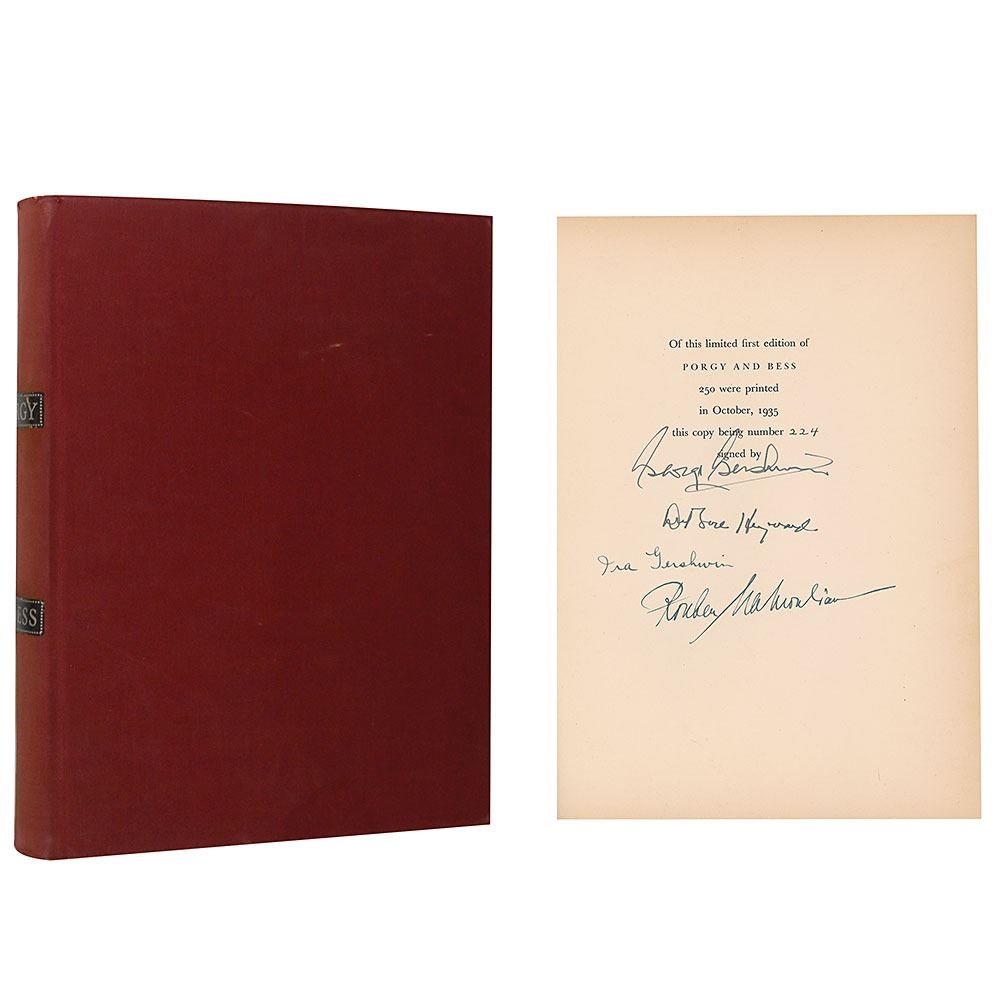 RGY
ESS
Of this limited first edition of
PORGY AND BESS
250 were printed
in October, 1935
this copy being number 224
signed by
George Gershwin
DuBose Heyward
Ira Gershwin
Rouben Mamoulian